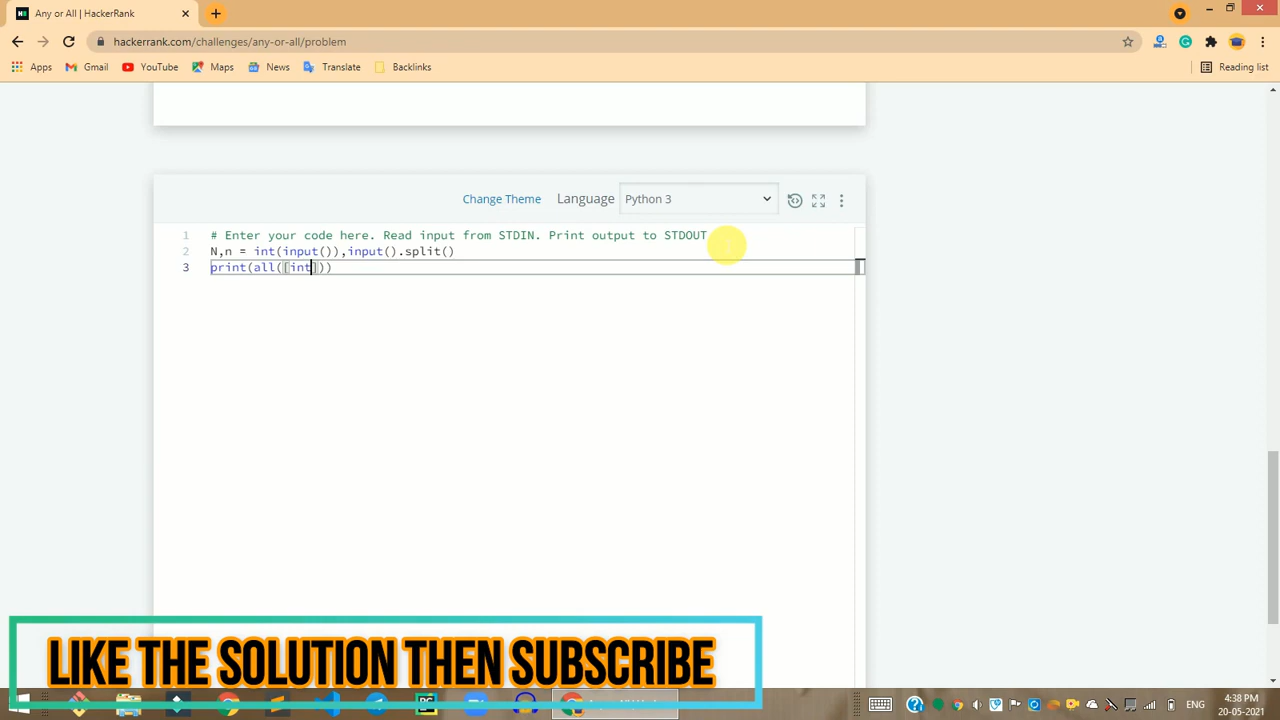 Any or All | HackerRank
hackerrank.com/challenges/any-or-all/problem
Apps Gmail YouTube Maps News Translate Backlinks Reading list
Change Theme Language Python 3
1 # Enter your code here. Read input from STDIN. Print output to STDOUT
2 N,n = int(input()),input().split()
3 print(all([int]))
LIKE THE SOLUTION THEN SUBSCRIBE
ENG
4:38 PM
20-05-2021